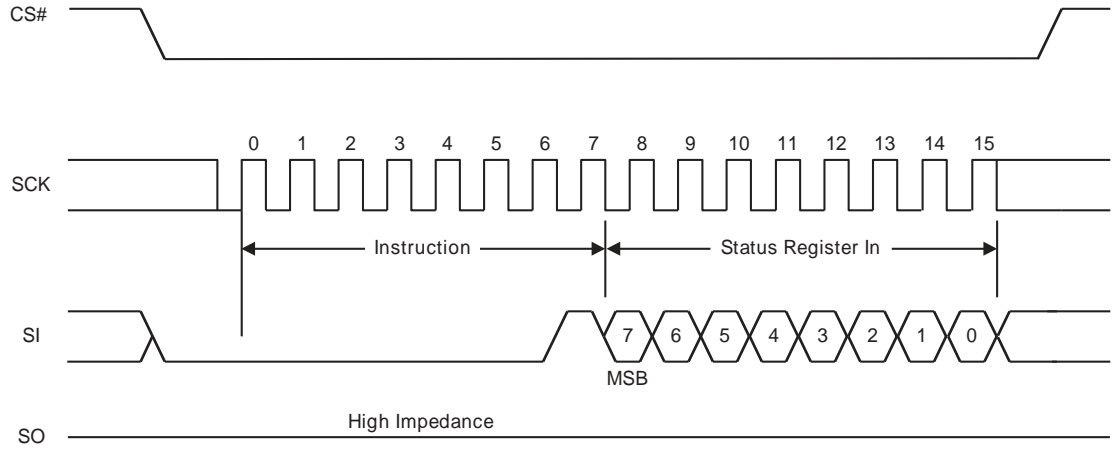 CS#
0 1 2 3 4 5 6 7 8 9 10 11 12 13 14 15
SCK
Instruction Status Register In
SI 7 6 5 4 3 2 1 0
MSB
High Impedance
SO